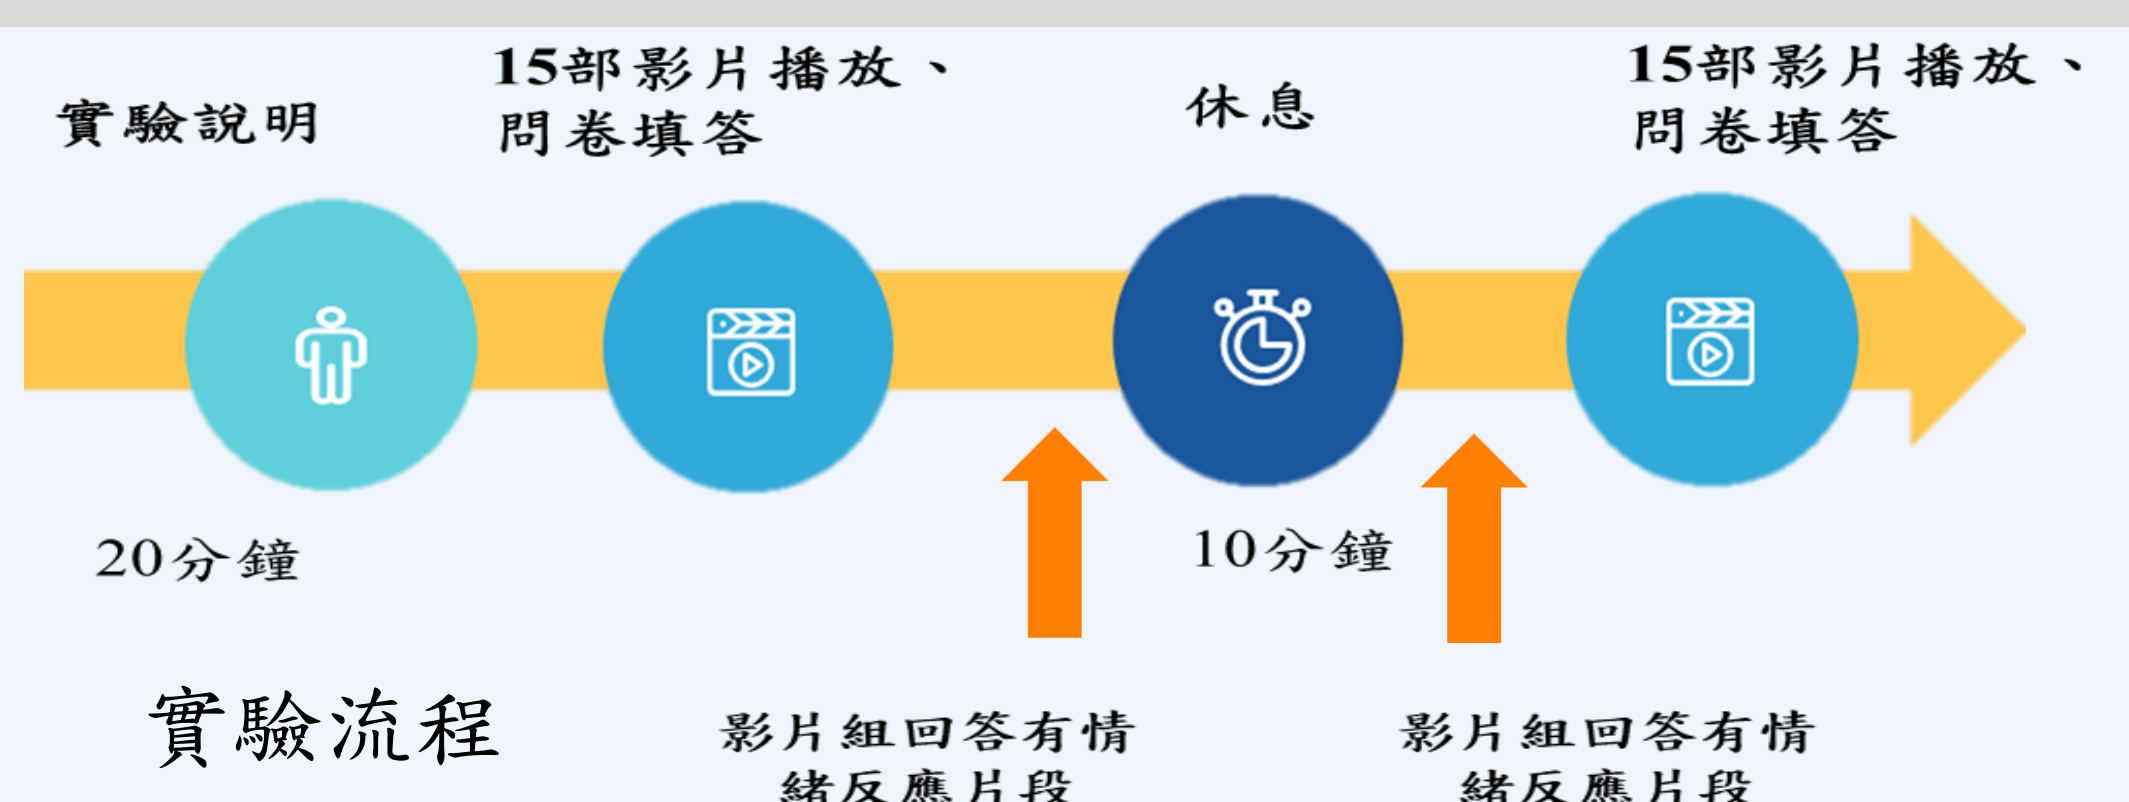 實驗說明
15部影片播放、
問卷填答
休息
15部影片播放、
問卷填答
20分鐘
10分鐘
實驗流程
影片組回答有情
緒反應片段
影片組回答有情
緒反應片段